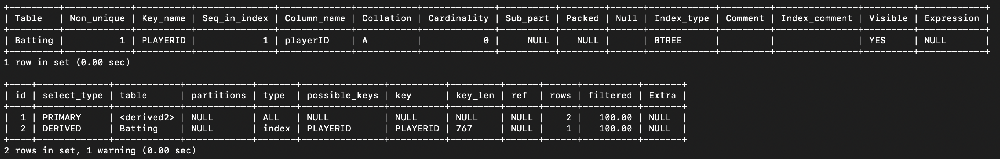 +----------+------------+----------+--------------+-------------+-----------+-------------+----------+--------+------+------------+---------+---------------+---------+------------+
| Table    | Non_unique | Key_name | Seq_in_index | Column_name | Collation | Cardinality | Sub_part | Packed | Null | Index_type | Comment | Index_comment | Visible | Expression |
+----------+------------+----------+--------------+-------------+-----------+-------------+----------+--------+------+------------+---------+---------------+---------+------------+
| Batting |          1 | PLAYERID |            1 | playerID    | A         |           0 |     NULL |   NULL |      | BTREE      |         |               | YES     | NULL       |
+----------+------------+----------+--------------+-------------+-----------+-------------+----------+--------+------+------------+---------+---------------+---------+------------+
1 row in set (0.00 sec)
+----+-------------+------------+------------+-------+---------------+----------+---------+------+------+----------+-------+
| id | select_type | table      | partitions | type  | possible_keys | key      | key_len | ref  | rows | filtered | Extra |
+----+-------------+------------+------------+-------+---------------+----------+---------+------+------+----------+-------+
|  1 | PRIMARY     | <derived2> | NULL       | ALL   | NULL          | NULL     | NULL    | NULL |    2 |   100.00 | NULL  |
|  2 | DERIVED     | Batting    | NULL       | index | PLAYERID      | PLAYERID | 767     | NULL |    1 |   100.00 | NULL  |
+----+-------------+------------+------------+-------+---------------+----------+---------+------+------+----------+-------+
2 rows in set, 1 warning (0.00 sec)